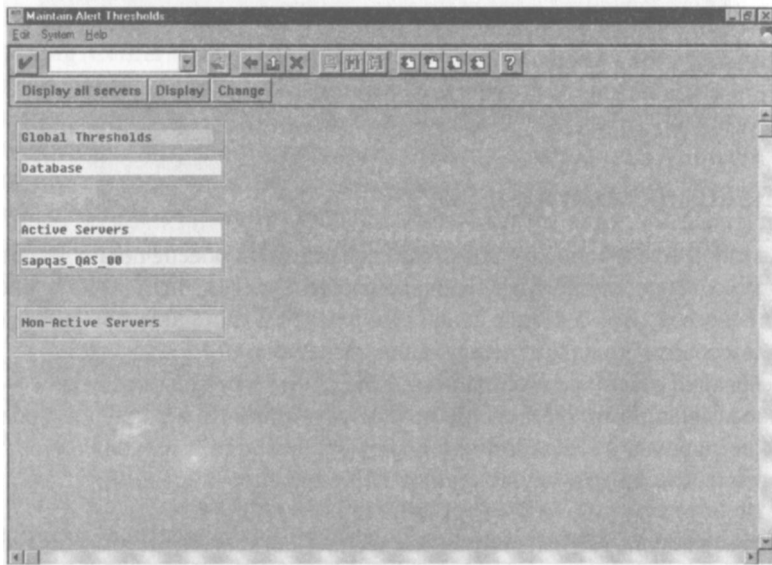 Maintain Alert Thresholds
Edit System Help
Display all servers Display Change
Global Thresholds
Database
Active Servers
sapqas_QAS_00
Non-Active Servers